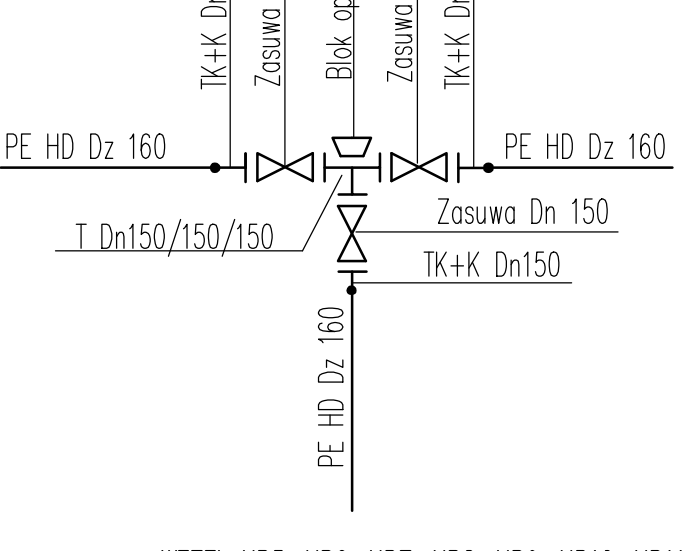 TK+K
Zasuwa
Blok
Zasuwa
TK+K
PE HD Dz 160
PE HD Dz 160
Zasuwa Dn 150
T Dn150/150/150
TK+K Dn150
PE HD Dz 160